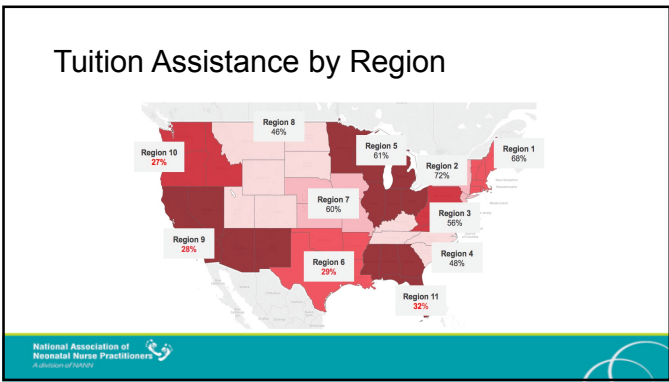 Tuition Assistance by Region
Region 8
46%
Region 10
27%
Region 5
61%
Region 1
68%
Region 2
72%
Region 7
60%
Region 3
56%
Region 9
28%
Region 6
29%
Region 4
48%
Region 11
32%
National Association of
Neonatal Nurse Practitioners
A division of NANN